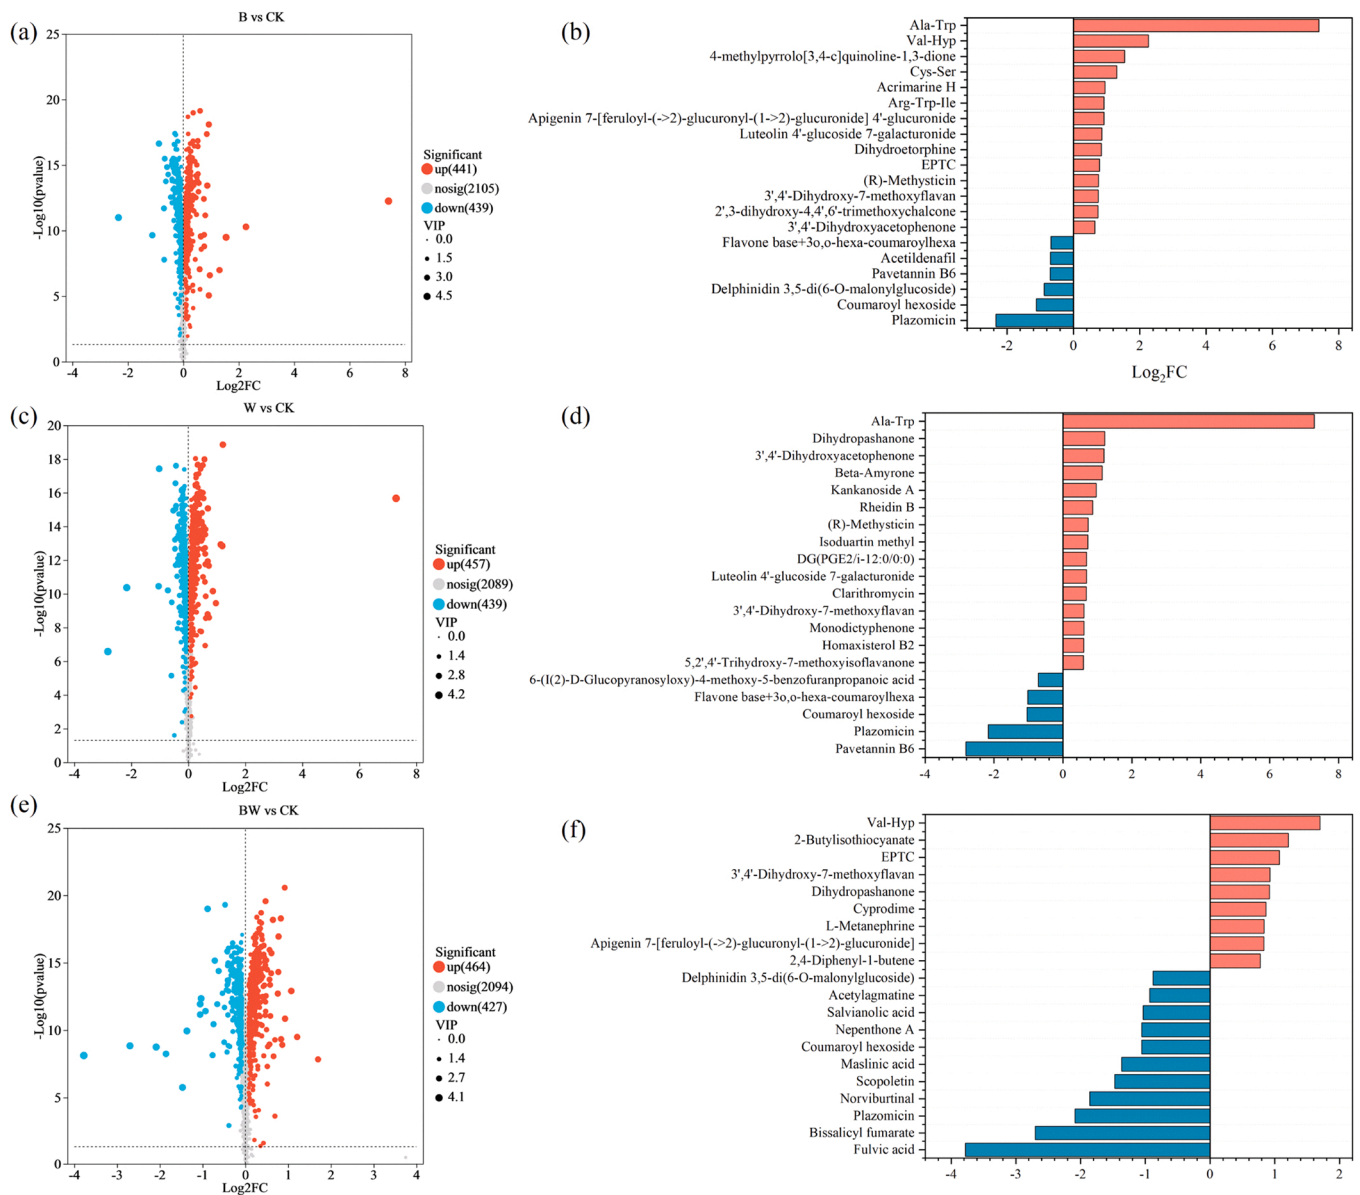 (a)
B vs CK
25
20
15
10
5
0
-Log10(pvalue)
-4 -2 0 2 4 6 8
Log2FC
Significant
up(441)
nosig(2105)
down(439)
VIP
0.0
1.5
3.0
4.5
(b)
Ala-Trp
Val-Hyp
4-methylpyrrolo[3,4-c]quinoline-1,3-dione
Cys-Ser
Acrimarine H
Arg-Trp-Ile
Apigenin 7-[feruloyl-(->2)-glucuronyl-(1->2)-glucuronide] 4'-glucuronide
Luteolin 4'-glucoside 7-galacturonide
Dihydroetorphine
EPTC
(R)-Methysticin
3',4'-Dihydroxy-7-methoxyflavan
2',3-dihydroxy-4,4',6'-trimethoxychalcone
3',4'-Dihydroxyacetophenone
Flavone base+3o,o-hexa-coumaroylhexa
Acetildenafil
Pavetannin B6
Delphinidin 3,5-di(6-O-malonylglucoside)
Coumaroyl hexoside
Plazomicin
-2 0 2 4 6 8
Log2FC
(c)
W vs CK
20
18
16
14
12
10
8
6
4
2
0
-Log10(pvalue)
-4 -2 0 2 4 6 8
Log2FC
Significant
up(457)
nosig(2089)
down(439)
VIP
0.0
1.4
2.8
4.2
(d)
Ala-Trp
Dihydropashanone
3',4'-Dihydroxyacetophenone
Beta-Amyrone
Kankanoside A
Rheidin B
(R)-Methysticin
Isoduartin methyl
DG(PGE2/i-12:0/0:0)
Luteolin 4'-glucoside 7-galacturonide
Clarithromycin
3',4'-Dihydroxy-7-methoxyflavan
Monodictyphenone
Homaxisterol B2
5,2',4'-Trihydroxy-7-methoxyisoflavanone
6-(I(2)-D-Glucopyranosyloxy)-4-methoxy-5-benzofuranpropanoic acid
Flavone base+3o,o-hexa-coumaroylhexa
Coumaroyl hexoside
Plazomicin
Pavetannin B6
-4 -2 0 2 4 6 8
(e)
BW vs CK
25
20
15
10
5
0
-Log10(pvalue)
-4 -3 -2 -1 0 1 2 3 4
Log2FC
Significant
up(464)
nosig(2094)
down(427)
VIP
0.0
1.4
2.7
4.1
(f)
Val-Hyp
2-Butylisothiocyanate
EPTC
3',4'-Dihydroxy-7-methoxyflavan
Dihydropashanone
Cyprodime
L-Metanephrine
Apigenin 7-[feruloyl-(->2)-glucuronyl-(1->2)-glucuronide]
2,4-Diphenyl-1-butene
Delphinidin 3,5-di(6-O-malonylglucoside)
Acetylagmatine
Salvianolic acid
Nepenthone A
Coumaroyl hexoside
Maslinic acid
Scopoletin
Norviburtinal
Plazomicin
Bissalicyl fumarate
Fulvic acid
-4 -3 -2 -1 0 1 2